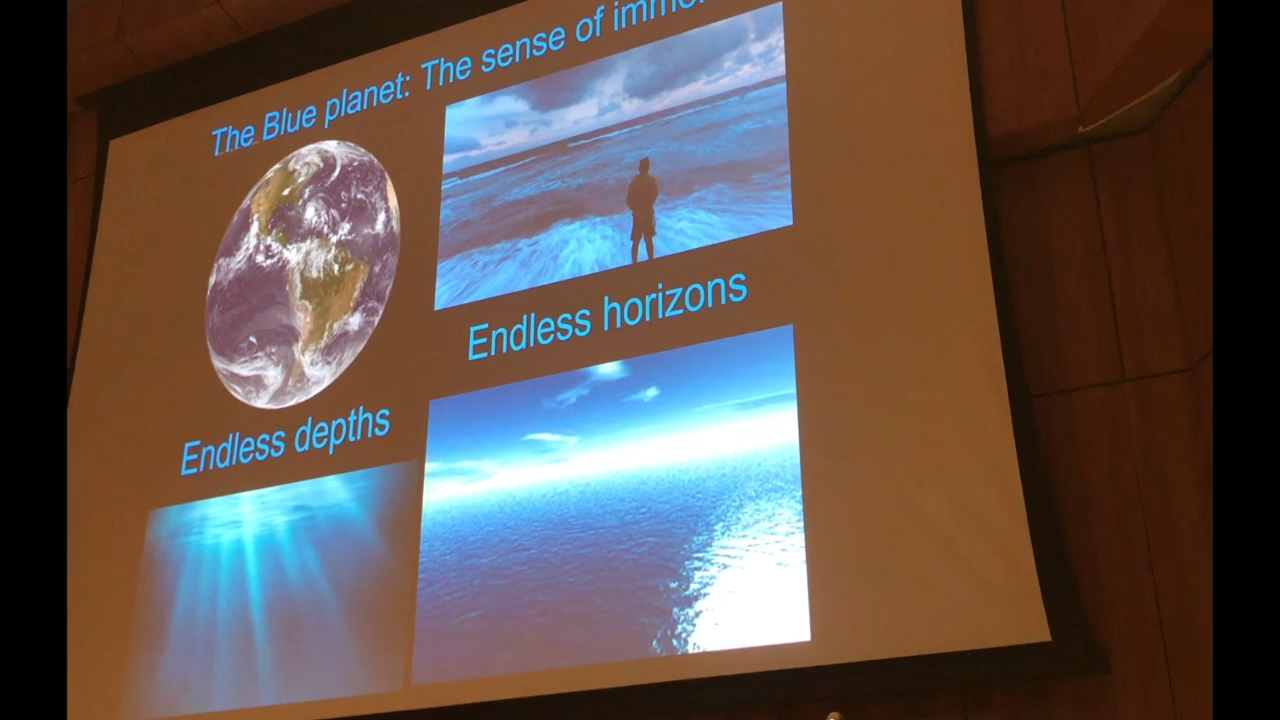 The Blue planet: The sense of
Endless horizons
Endless depths